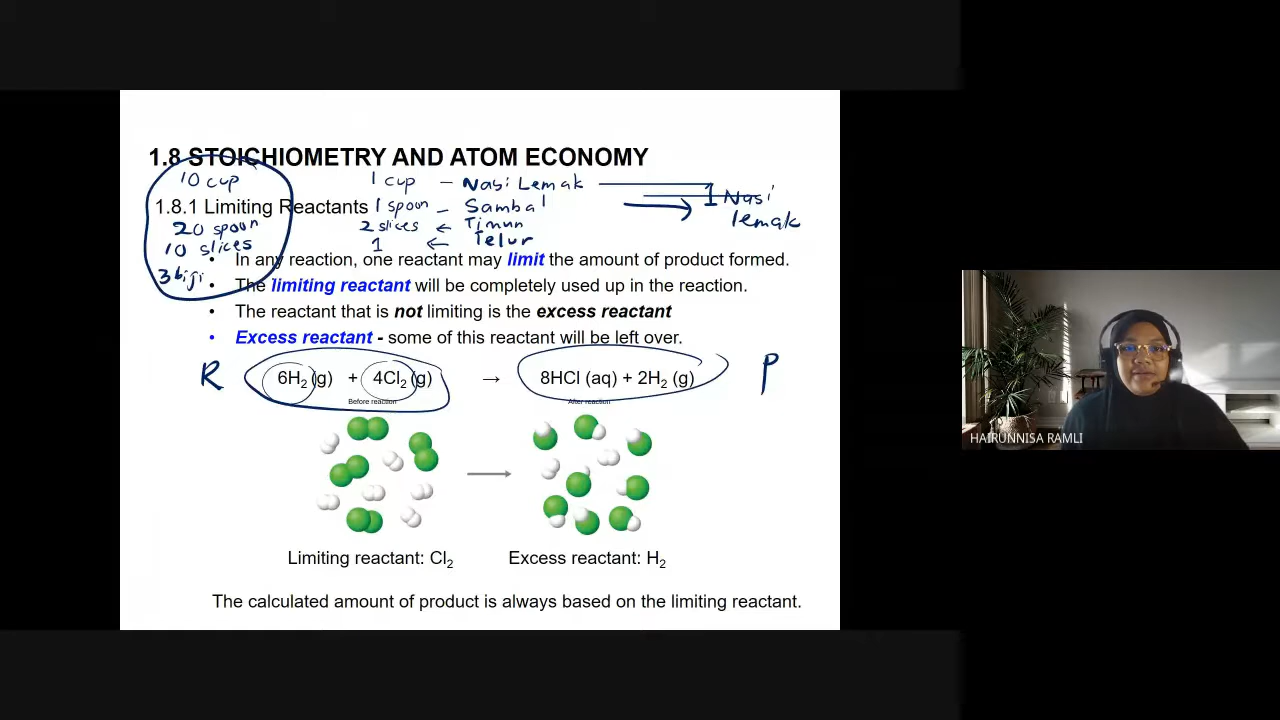 1.8 STOICHIOMETRY AND ATOM ECONOMY
10 cup
1 cup – Nasi Lemak
1 Nasi lemak
1.8.1 Limiting Reactants
1 spoon – Sambal
20 spoon
2 slices ← Timun
10 slices
1 ← Telur
3 biji
• In any reaction, one reactant may limit the amount of product formed.
• The limiting reactant will be completely used up in the reaction.
• The reactant that is not limiting is the excess reactant
• Excess reactant - some of this reactant will be left over.
R 6H₂ (g) + 4Cl₂ (g) → 8HCl (aq) + 2H₂ (g) P
Before reaction After reaction
HAIRUNNISA RAMLI
Limiting reactant: Cl₂ Excess reactant: H₂
The calculated amount of product is always based on the limiting reactant.